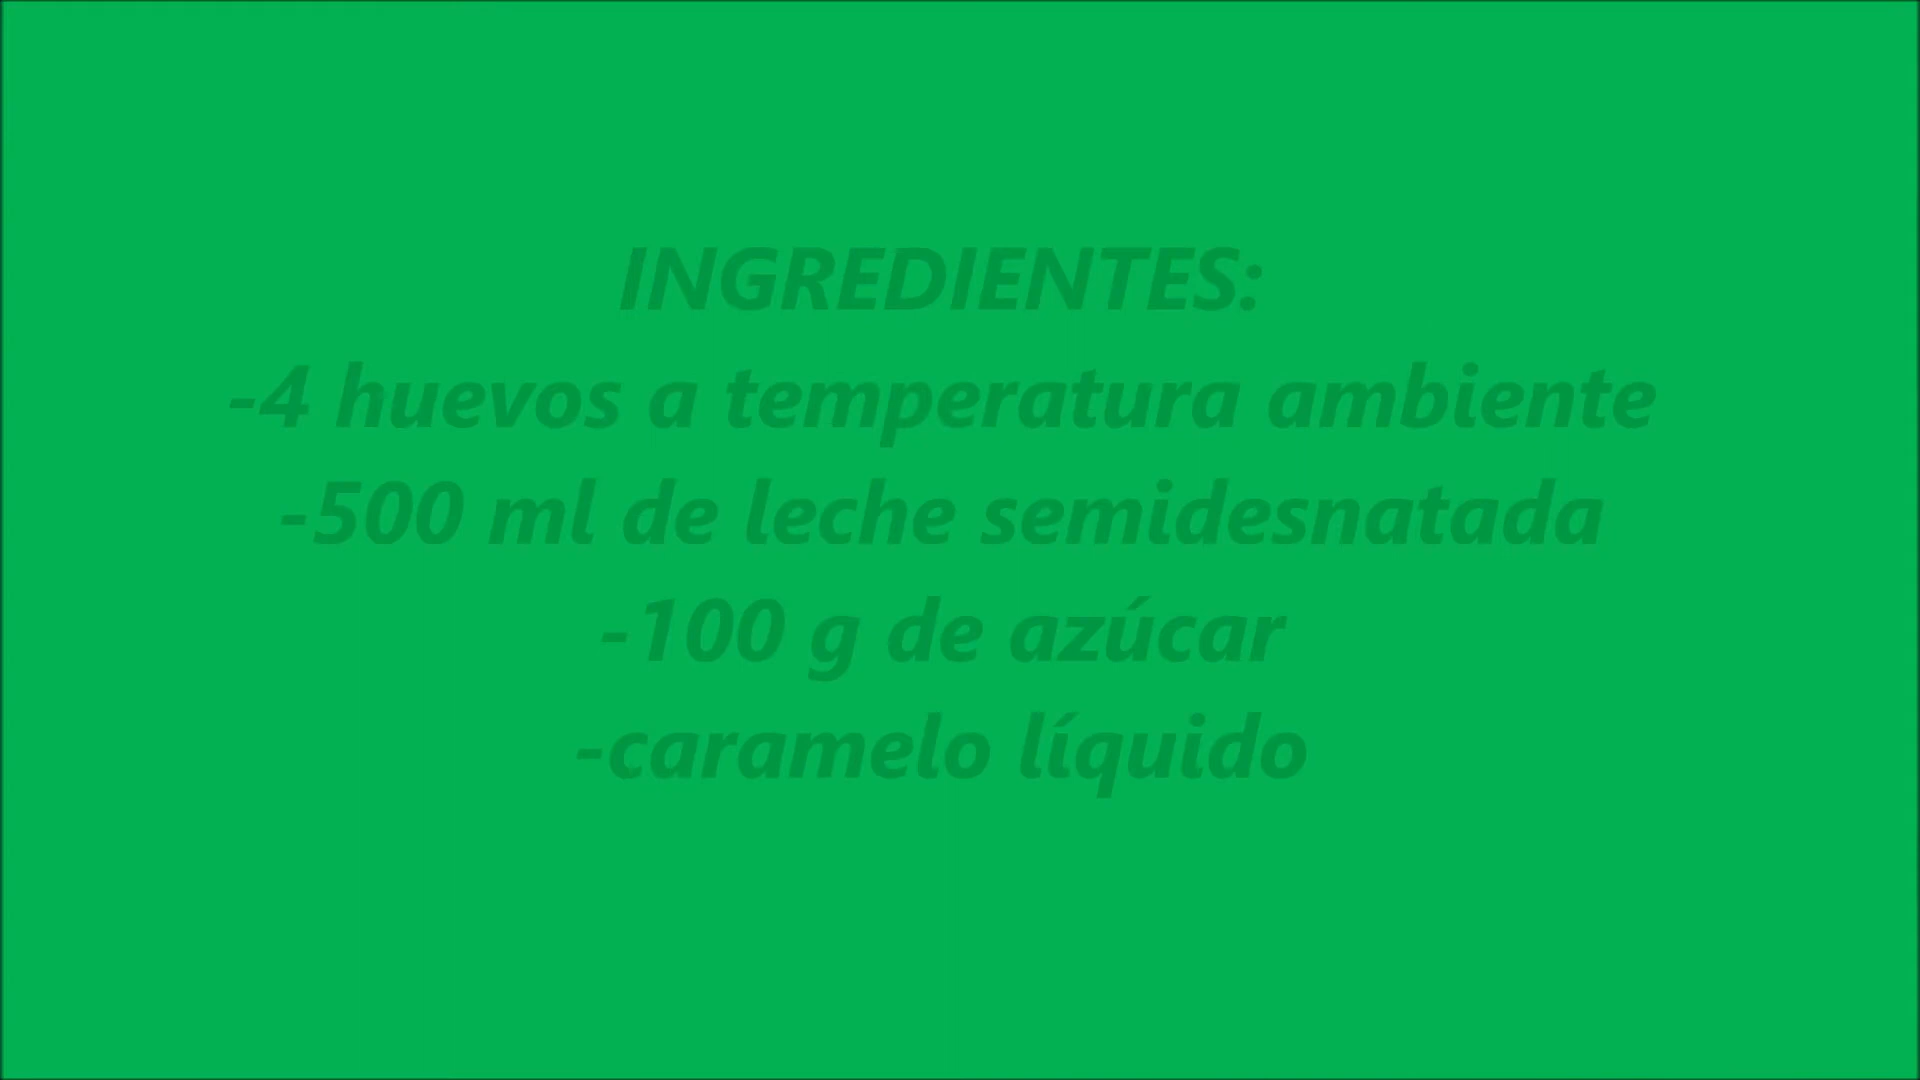 INGREDIENTES:
-4 huevos a temperatura ambiente
-500 ml de leche semidesnatada
-100 g de azúcar
-caramelo líquido